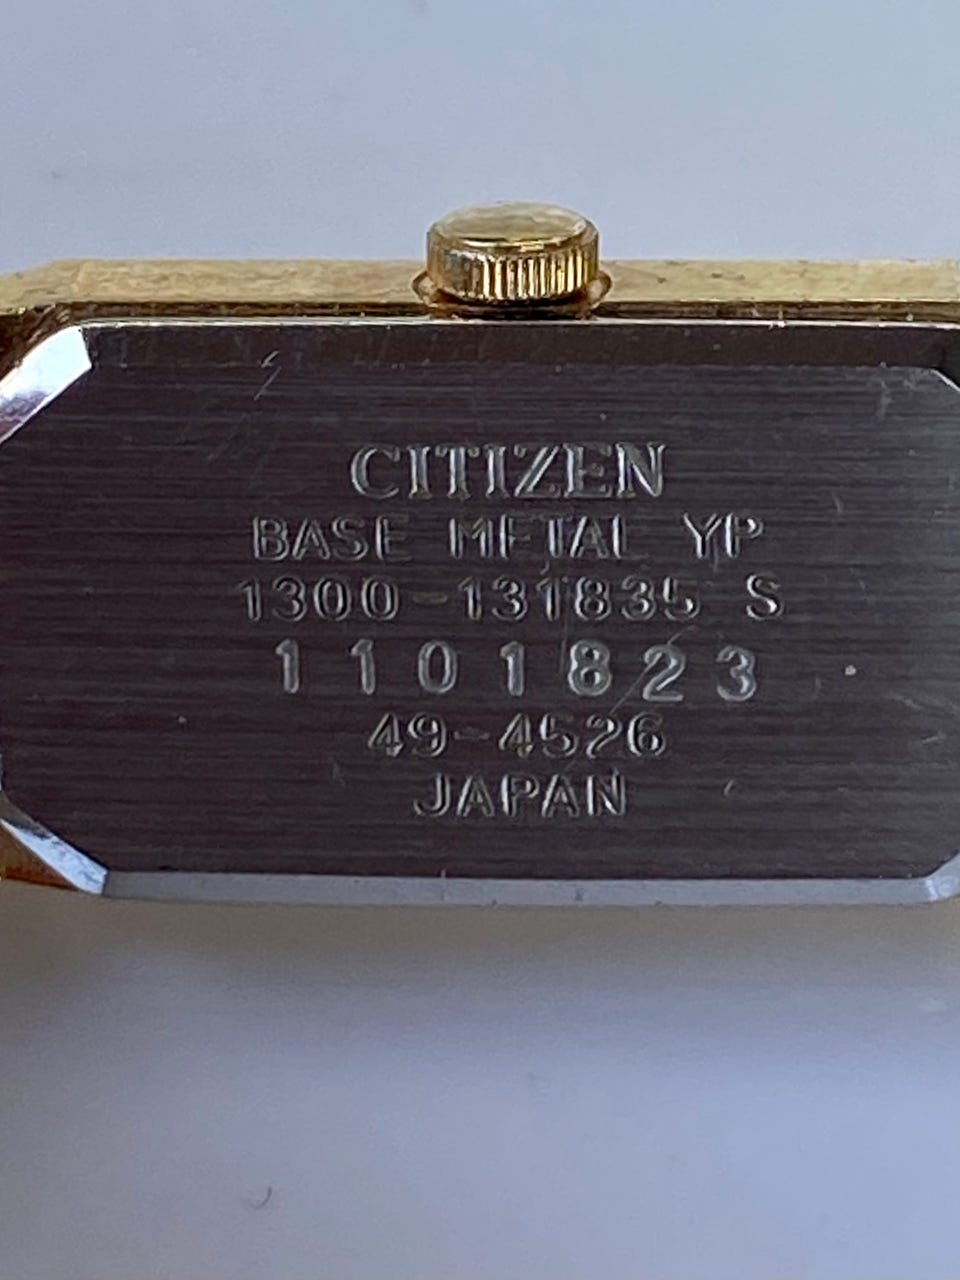 CITIZEN
BASE METAL YP
1300-131835 S
1101823
49-4526
JAPAN